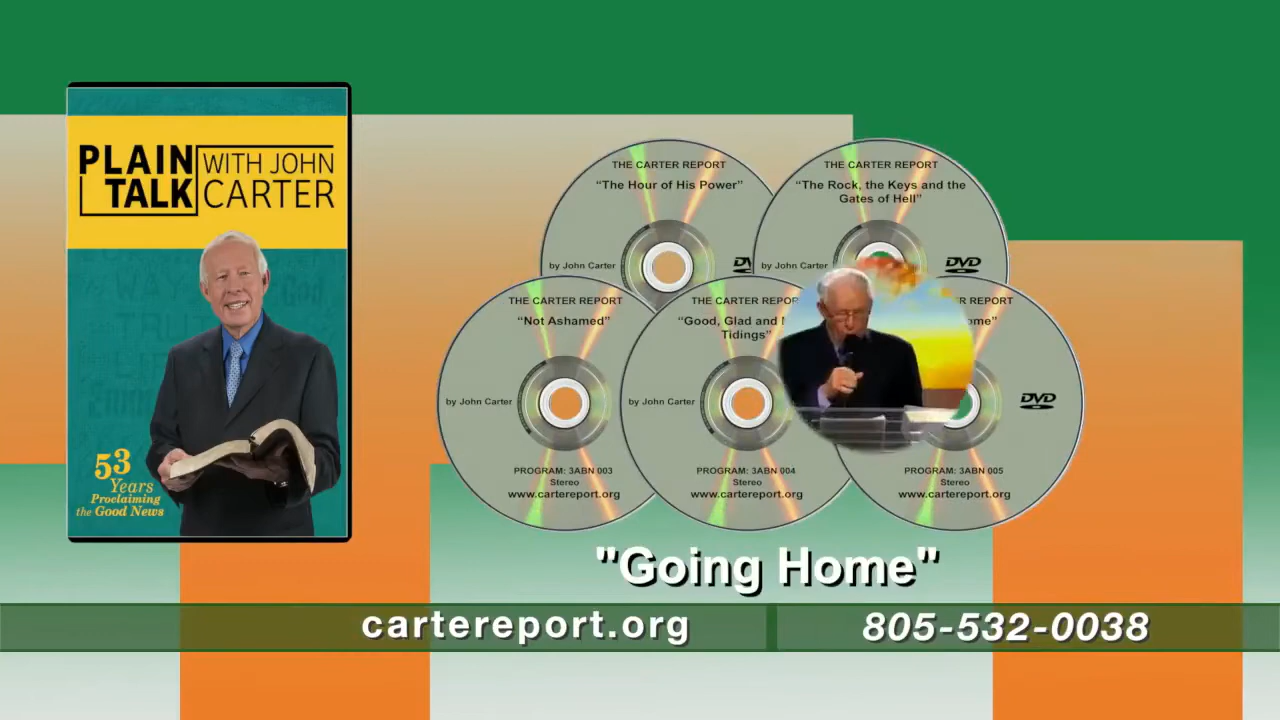 PLAIN TALK
WITH JOHN CARTER
53
Years
Proclaiming
the Good News
THE CARTER REPORT
“The Hour of His Power”
by John Carter
THE CARTER REPORT
“The Rock, the Keys and the
Gates of Hell”
by John Carter
DVD
THE CARTER REPORT
“Not Ashamed”
by John Carter
PROGRAM: 3ABN 003
Stereo
www.cartereport.org
THE CARTER REPORT
“Good, Glad and
Tidings”
by John Carter
PROGRAM: 3ABN 004
Stereo
www.cartereport.org
REPORT
DVD
PROGRAM: 3ABN 005
Stereo
www.cartereport.org
"Going Home"
cartereport.org
805-532-0038